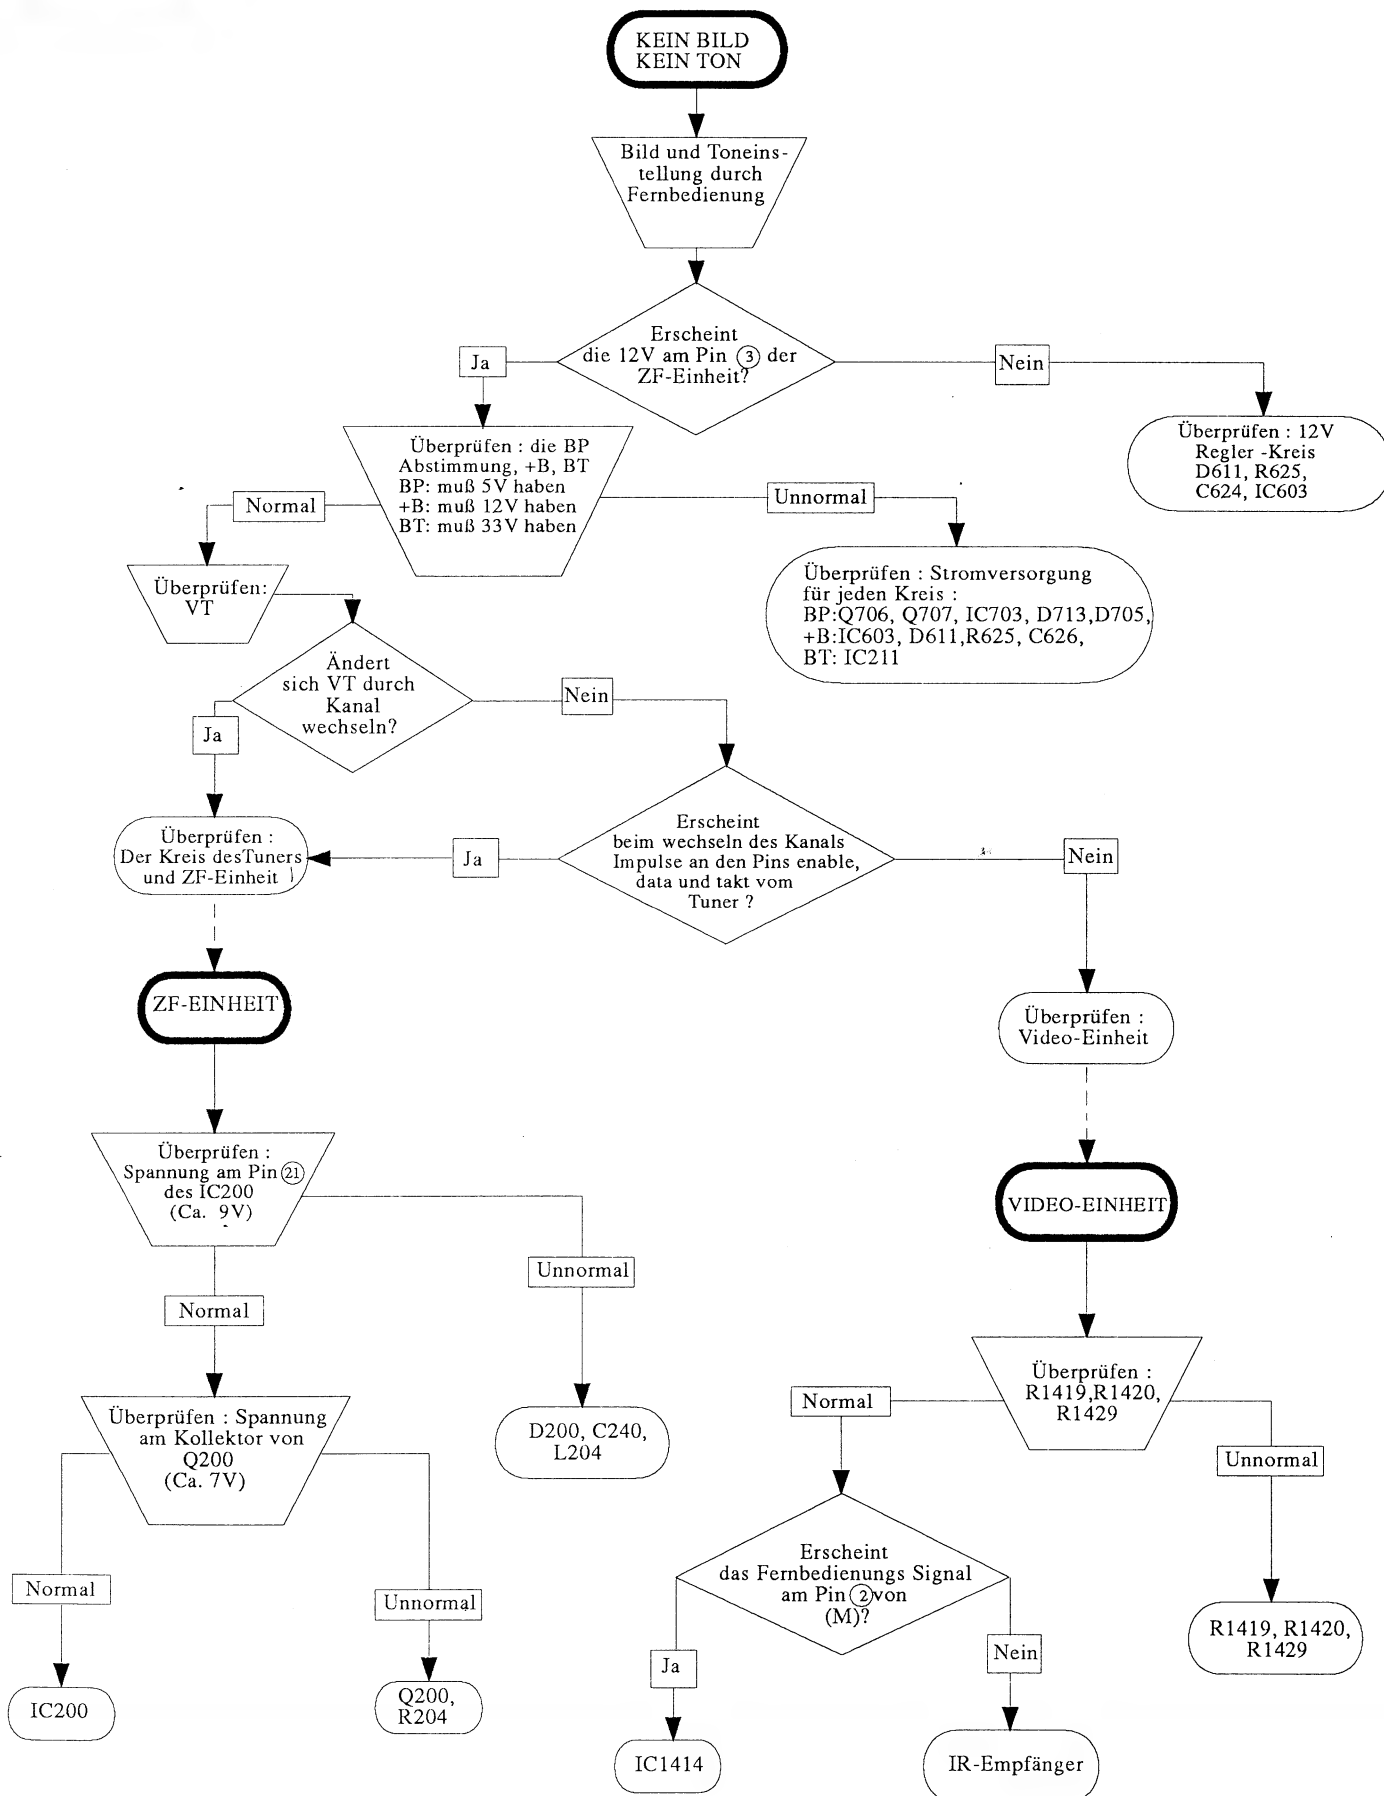 KEIN BILD
KEIN TON
Bild und Toneins-
tellung durch
Fernbedienung
Erscheint
die 12V am Pin 3 der
ZF-Einheit?
Ja
Nein
Überprüfen : 12V
Regler -Kreis
D611, R625,
C624, IC603
Überprüfen : die BP
Abstimmung, +B, BT
BP: muß 5V haben
+B: muß 12V haben
BT: muß 33V haben
Normal
Unnormal
Überprüfen:
VT
Überprüfen : Stromversorgung
für jeden Kreis :
BP:Q706, Q707, IC703, D713,D705,
+B:IC603, D611,R625, C626,
BT: IC211
Ändert
sich VT durch
Kanal
wechseln?
Ja
Nein
Überprüfen :
Der Kreis desTuners
und ZF-Einheit
Ja
Erscheint
beim wechseln des Kanals
Impulse an den Pins enable,
data und takt vom
Tuner ?
Nein
ZF-EINHEIT
Überprüfen :
Video-Einheit
Überprüfen :
Spannung am Pin 21
des IC200
(Ca. 9V)
VIDEO-EINHEIT
Unnormal
Normal
Überprüfen :
R1419,R1420,
R1429
Normal
Unnormal
Überprüfen : Spannung
am Kollektor von
Q200
(Ca. 7V)
D200, C240,
L204
Erscheint
das Fernbedienungs Signal
am Pin 2 von
(M)?
Normal
Unnormal
R1419, R1420,
R1429
Ja
Nein
IC200
Q200,
R204
IC1414
IR-Empfänger